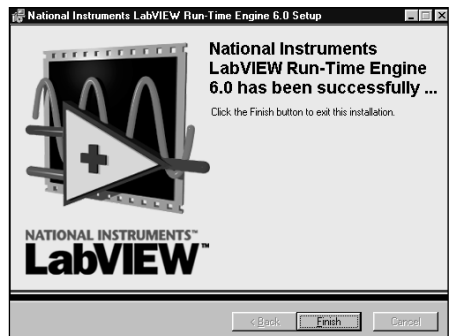 National Instruments LabVIEW Run-Time Engine 6.0 Setup
National Instruments
LabVIEW Run-Time Engine
6.0 has been successfully ...
Click the Finish button to exit this installation.
NATIONAL INSTRUMENTS™
LabVIEW™
< Back
Finish
Cancel